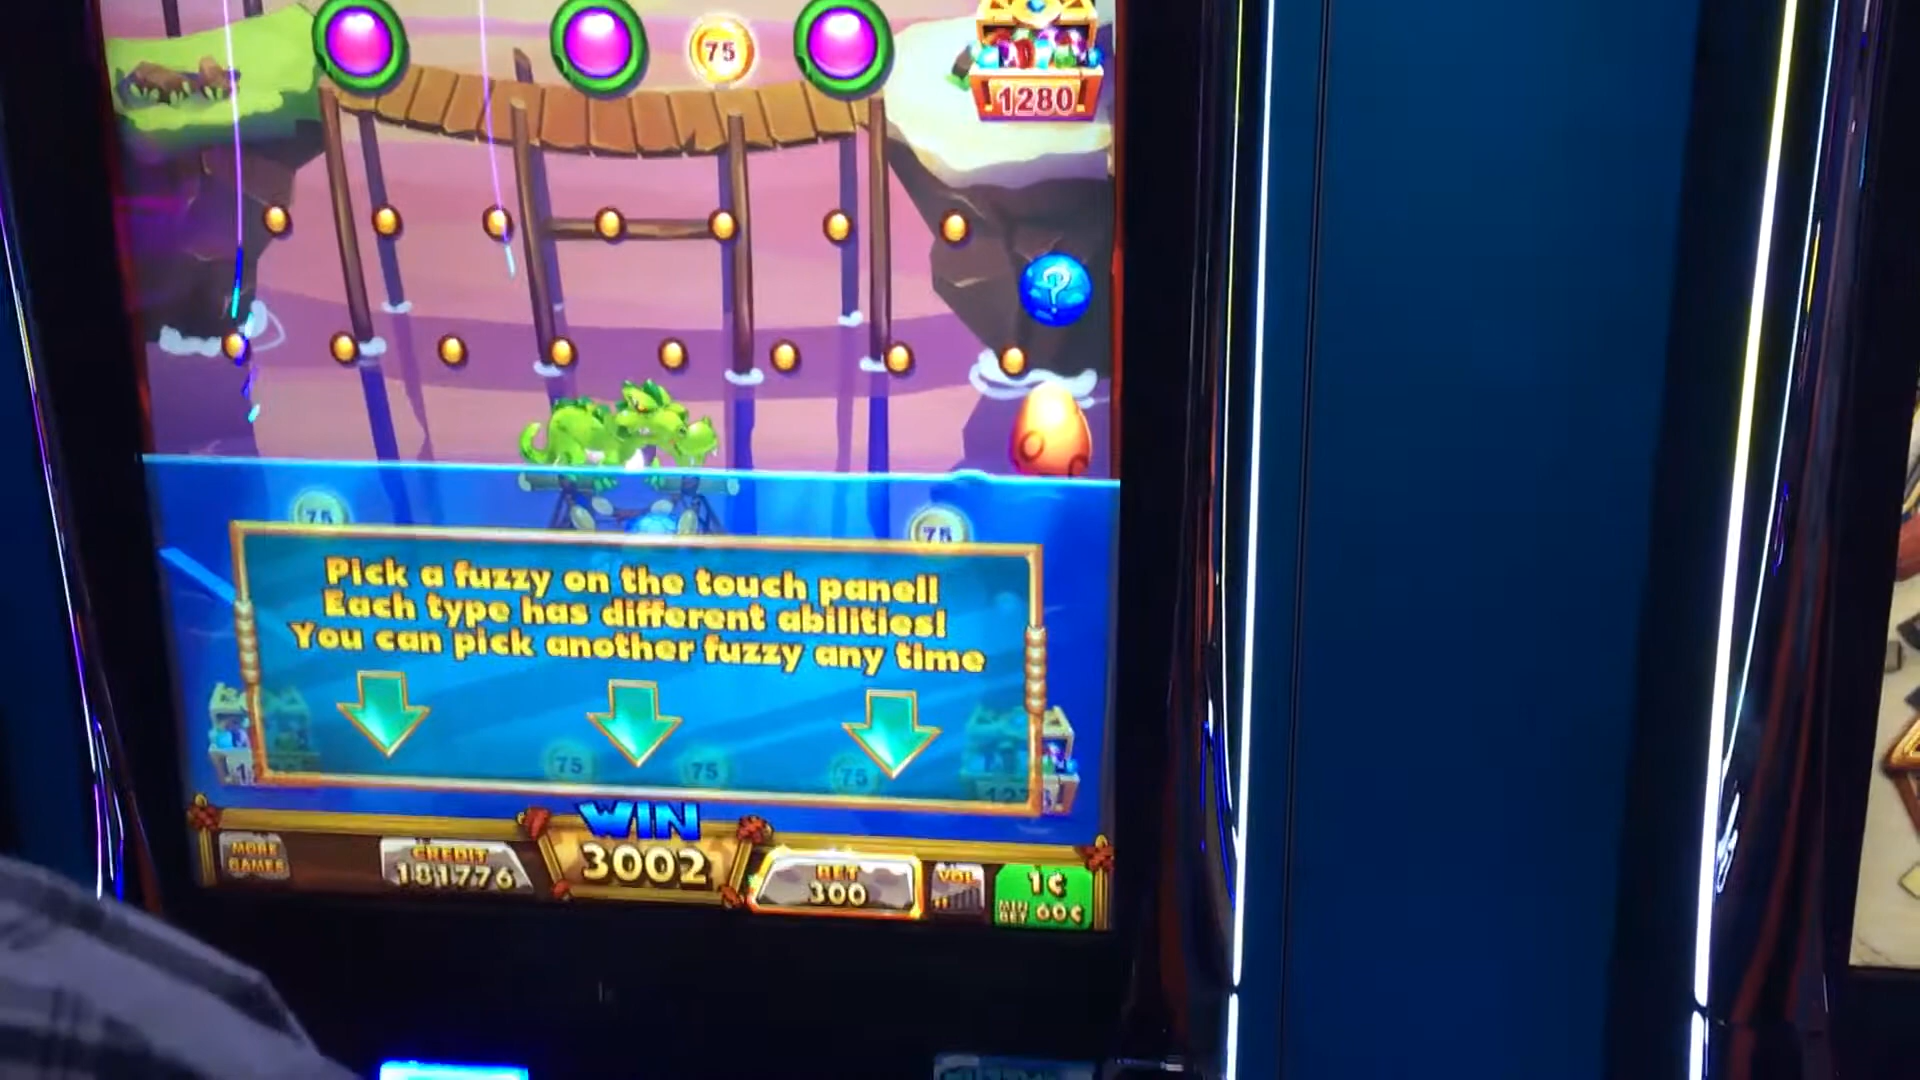 75
1280
?
75
75
Pick a fuzzy on the touch panel!
Each type has different abilities!
You can pick another fuzzy any time
75
75
75
WIN
3002
MORE
GAMES
CREDIT
181776
BET
300
VOL
1¢
MIN
BET 60¢